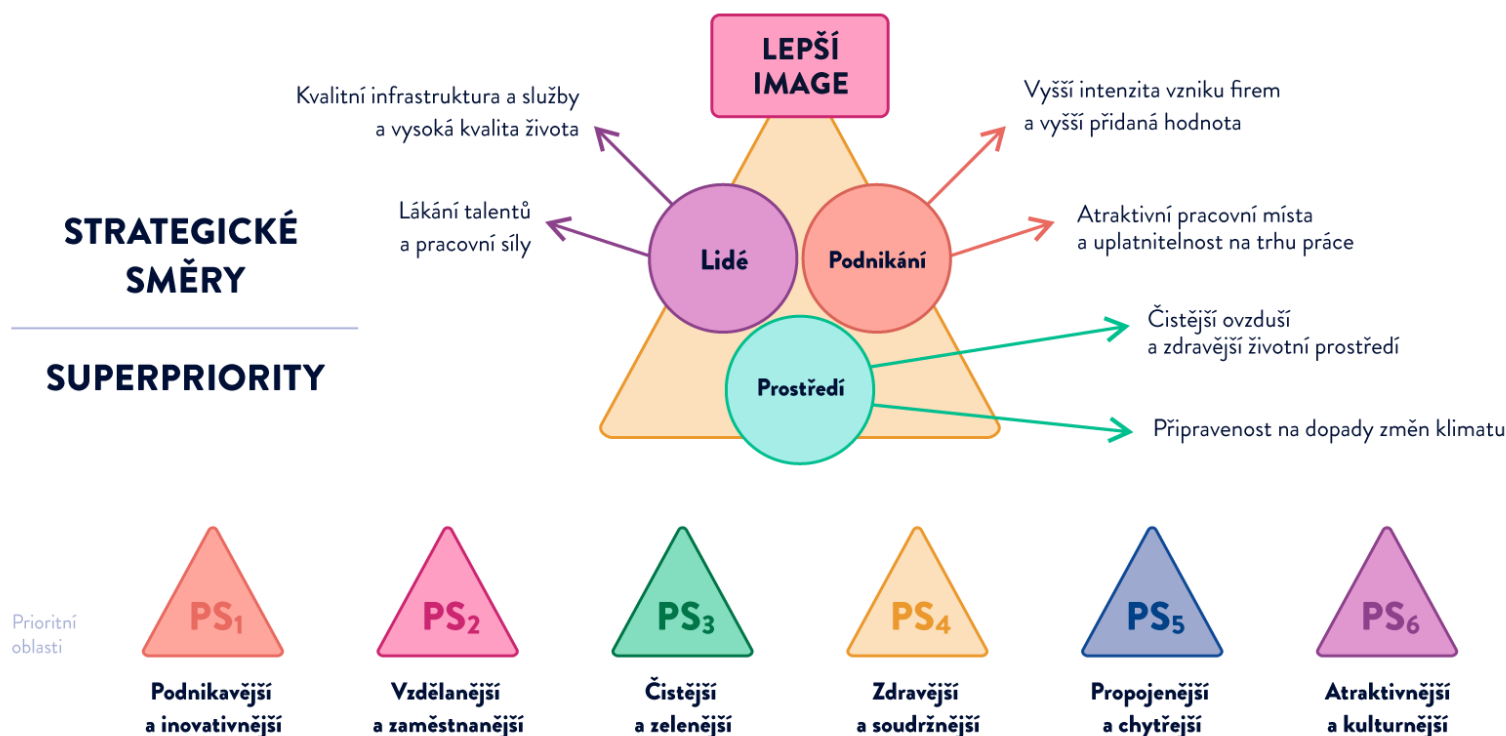 LEPŠÍ
IMAGE
Kvalitní infrastruktura a služby
a vysoká kvalita života
Vyšší intenzita vzniku firem
a vyšší přidaná hodnota
Lákání talentů
a pracovní síly
Atraktivní pracovní místa
a uplatnitelnost na trhu práce
STRATEGICKÉ
SMĚRY
Lidé
Podnikání
Čistější ovzduší
a zdravější životní prostředí
SUPERPRIORITY
Prostředí
Připravenost na dopady změn klimatu
Prioritní
oblasti
PS₁
PS₂
PS₃
PS₄
PS₅
PS₆
Podnikavější
a inovativnější
Vzdělanější
a zaměstnanější
Čistější
a zelenější
Zdravější
a soudržnější
Propojenější
a chytřejší
Atraktivnější
a kulturnější